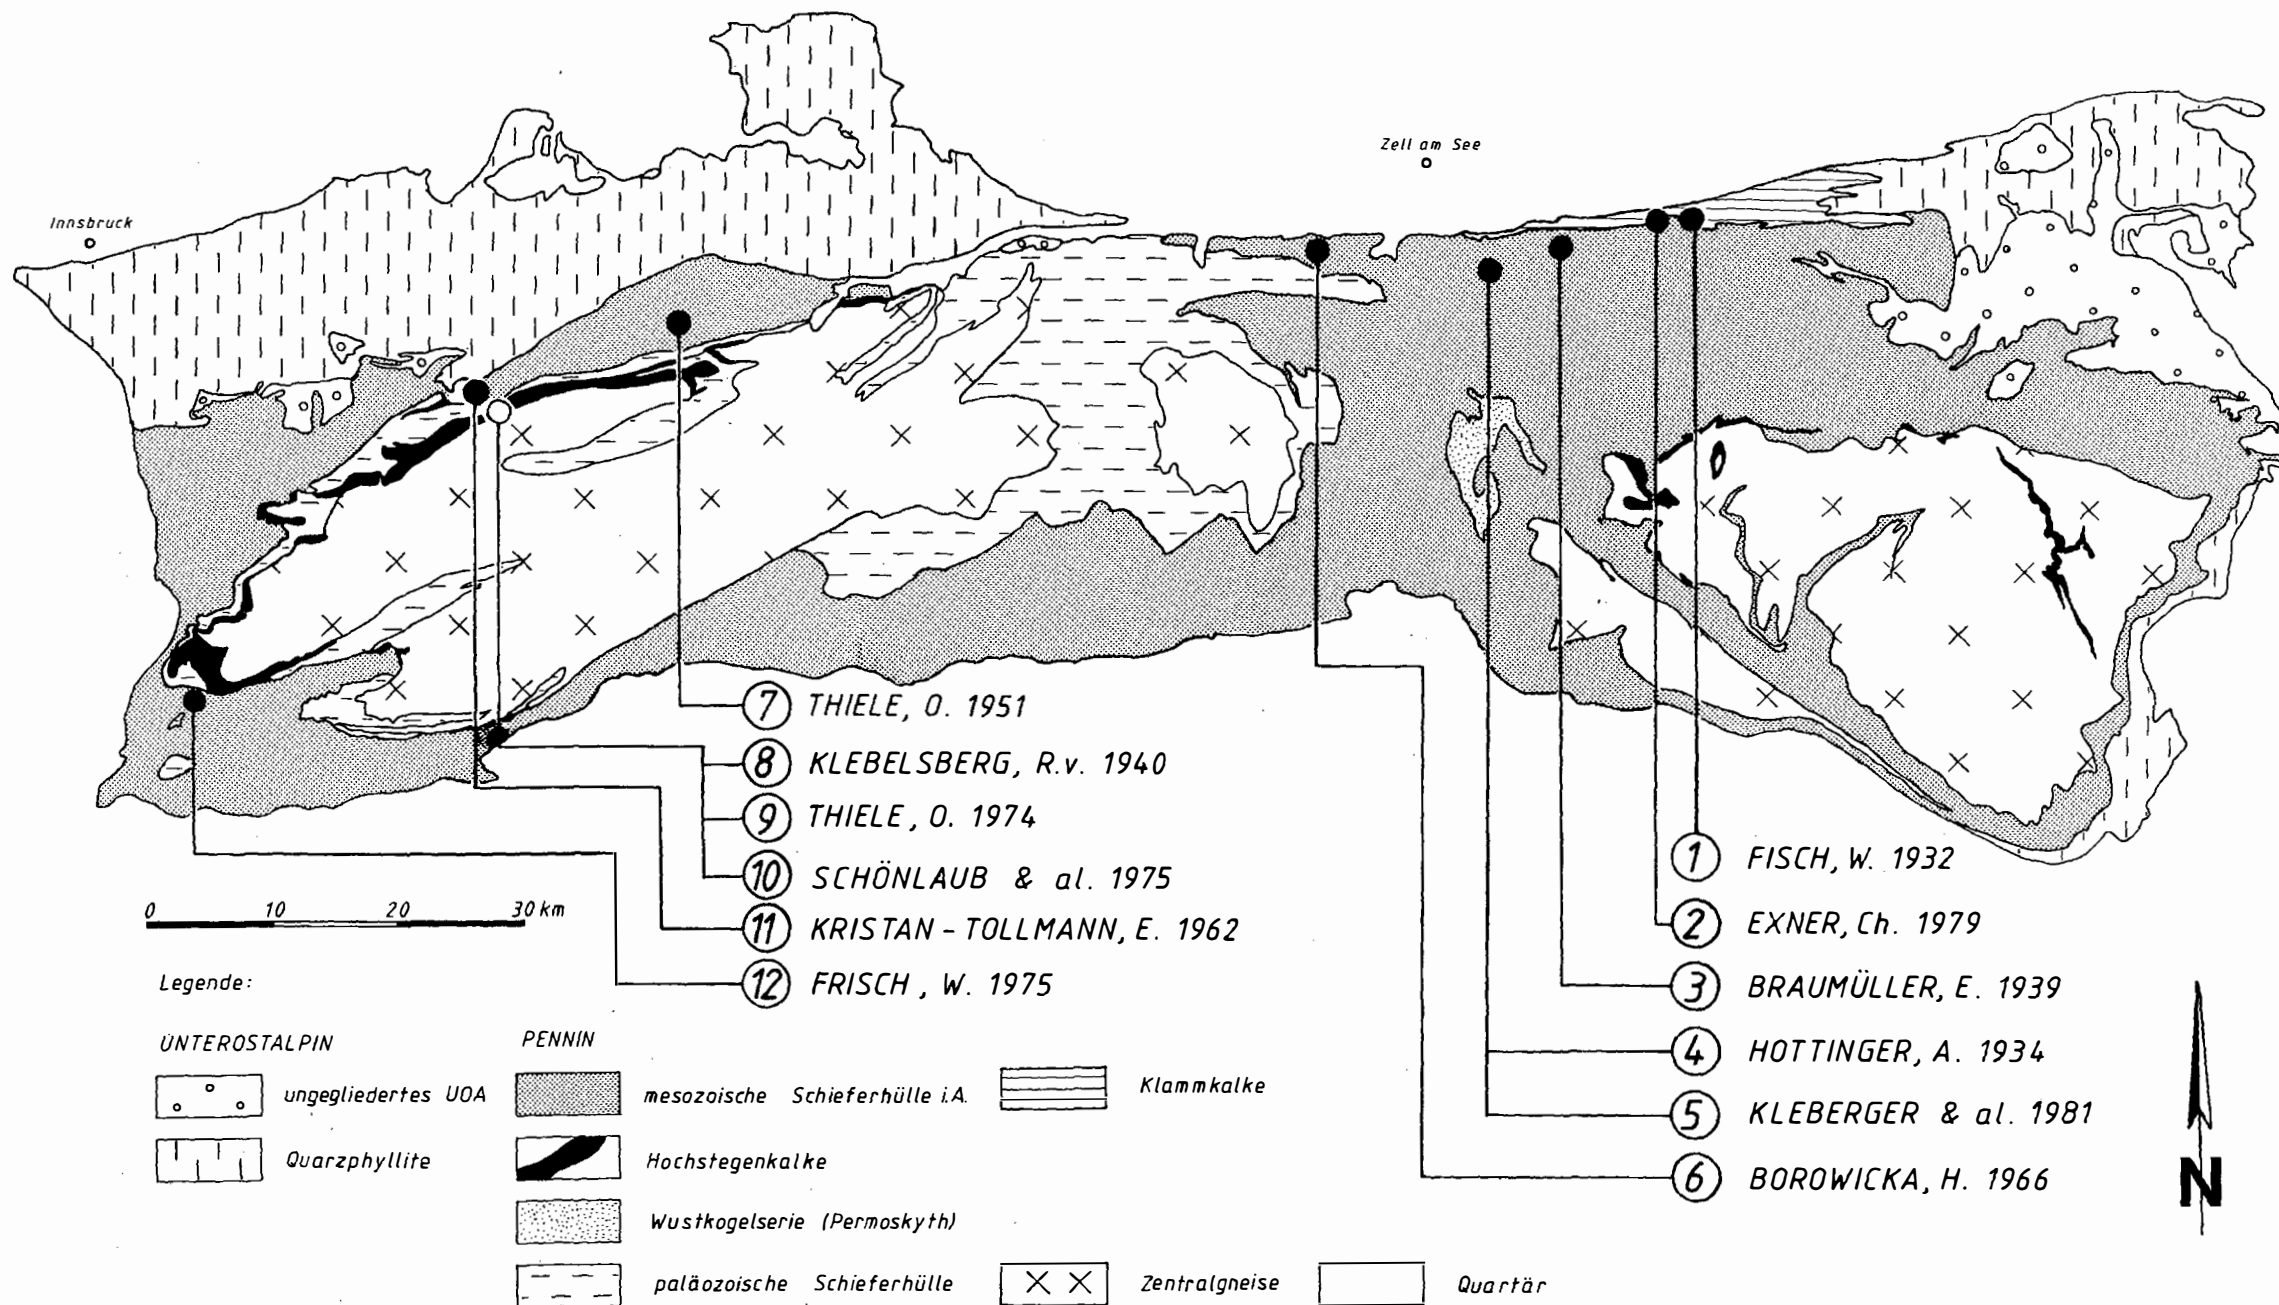 Zell am See
Innsbruck
7 THIELE, O. 1951
8 KLEBELSBERG, R.v. 1940
9 THIELE, O. 1974
10 SCHÖNLAUB & al. 1975
11 KRISTAN-TOLLMANN, E. 1962
12 FRISCH, W. 1975
1 FISCH, W. 1932
2 EXNER, Ch. 1979
3 BRAUMÜLLER, E. 1939
4 HOTTINGER, A. 1934
5 KLEBERGER & al. 1981
6 BOROWICKA, H. 1966
0 10 20 30 km
N
Legende:
UNTEROSTALPIN
ungegliedertes UOA
Quarzphyllite
PENNIN
mesozoische Schieferhülle i.A.
Hochstegenkalke
Wustkogelserie (Permoskyth)
paläozoische Schieferhülle
Klammkalke
Zentralgneise
Quartär